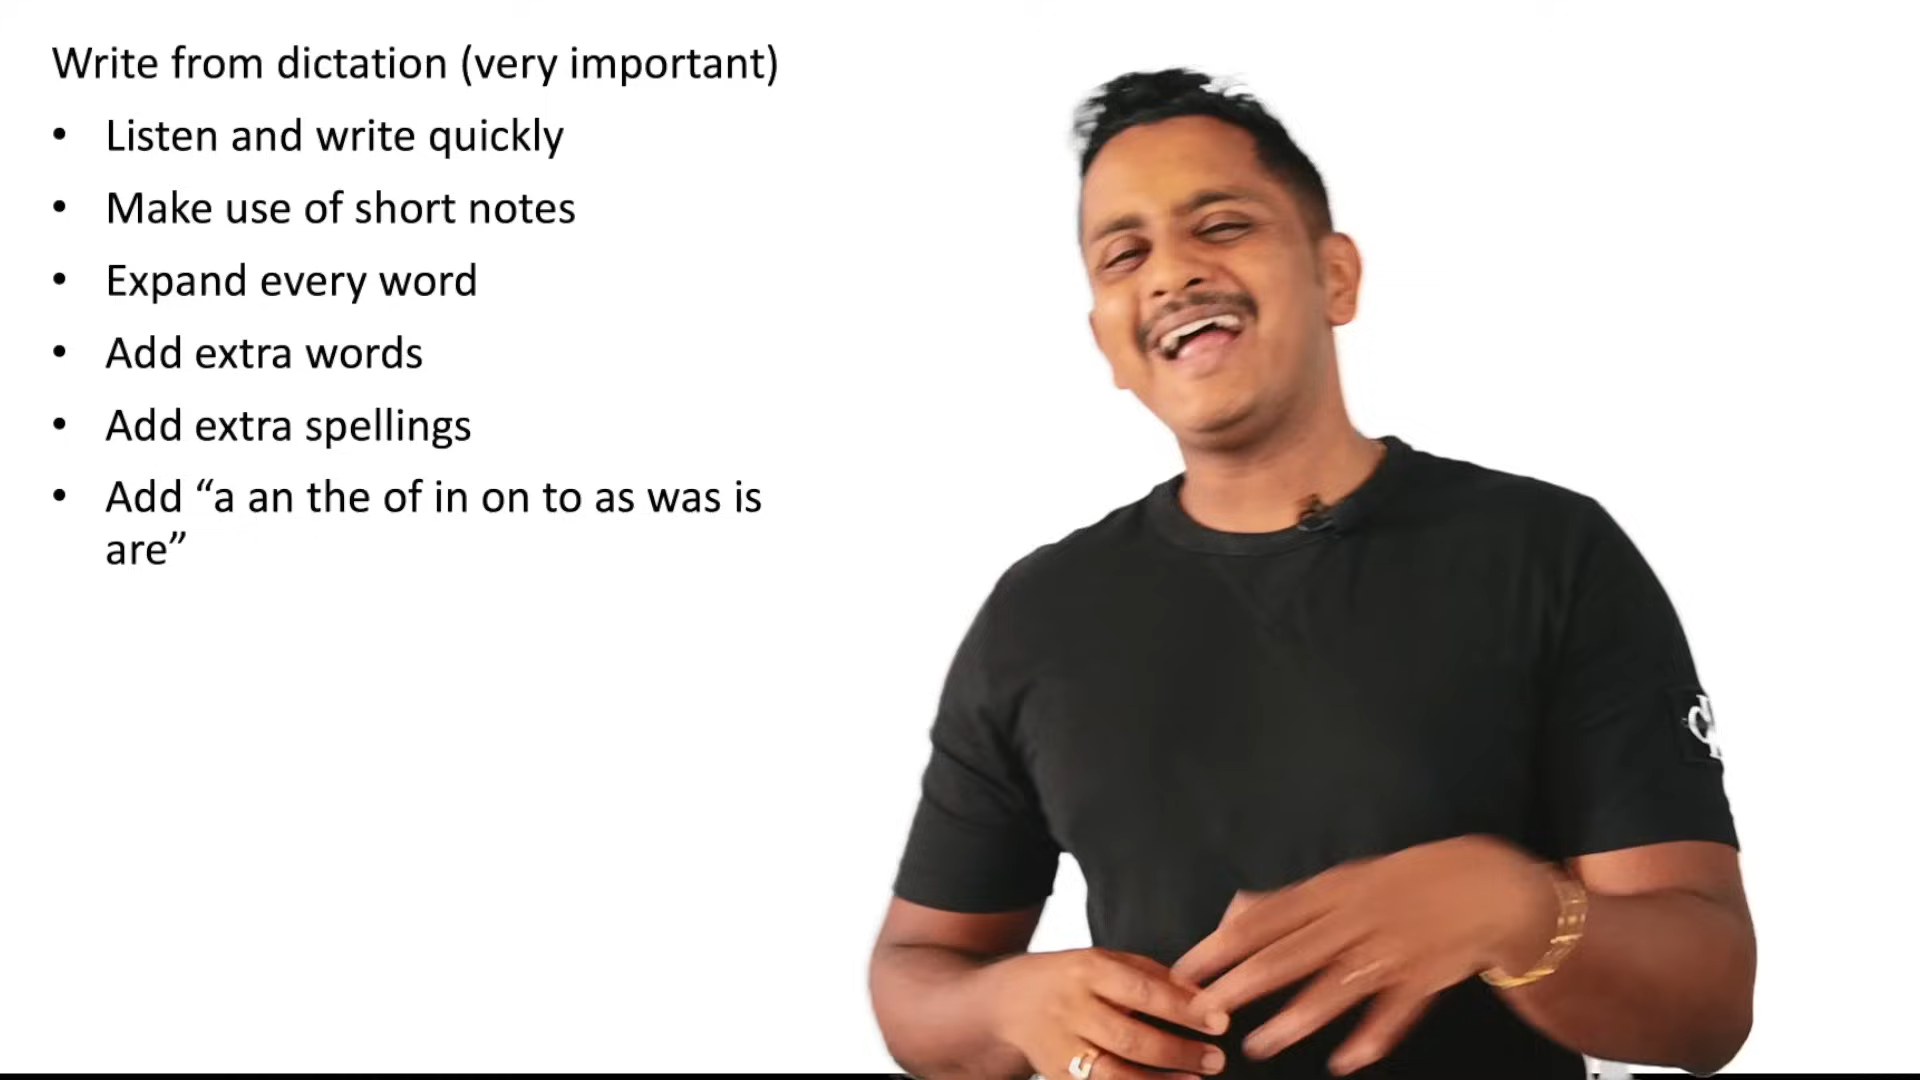 Write from dictation (very important)
• Listen and write quickly
• Make use of short notes
• Expand every word
• Add extra words
• Add extra spellings
• Add “a an the of in on to as was is
are”